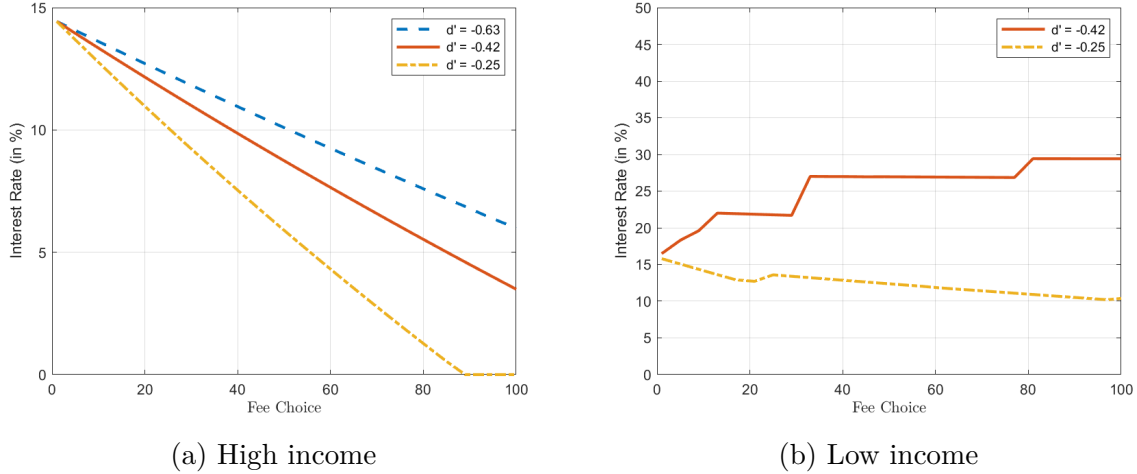 15
10
5
0
Interest Rate (in %)
d' = -0.63
d' = -0.42
d' = -0.25
0 20 40 60 80 100
Fee Choice
(a) High income
50
45
40
35
30
25
20
15
10
5
0
Interest Rate (in %)
d' = -0.42
d' = -0.25
0 20 40 60 80 100
Fee Choice
(b) Low income